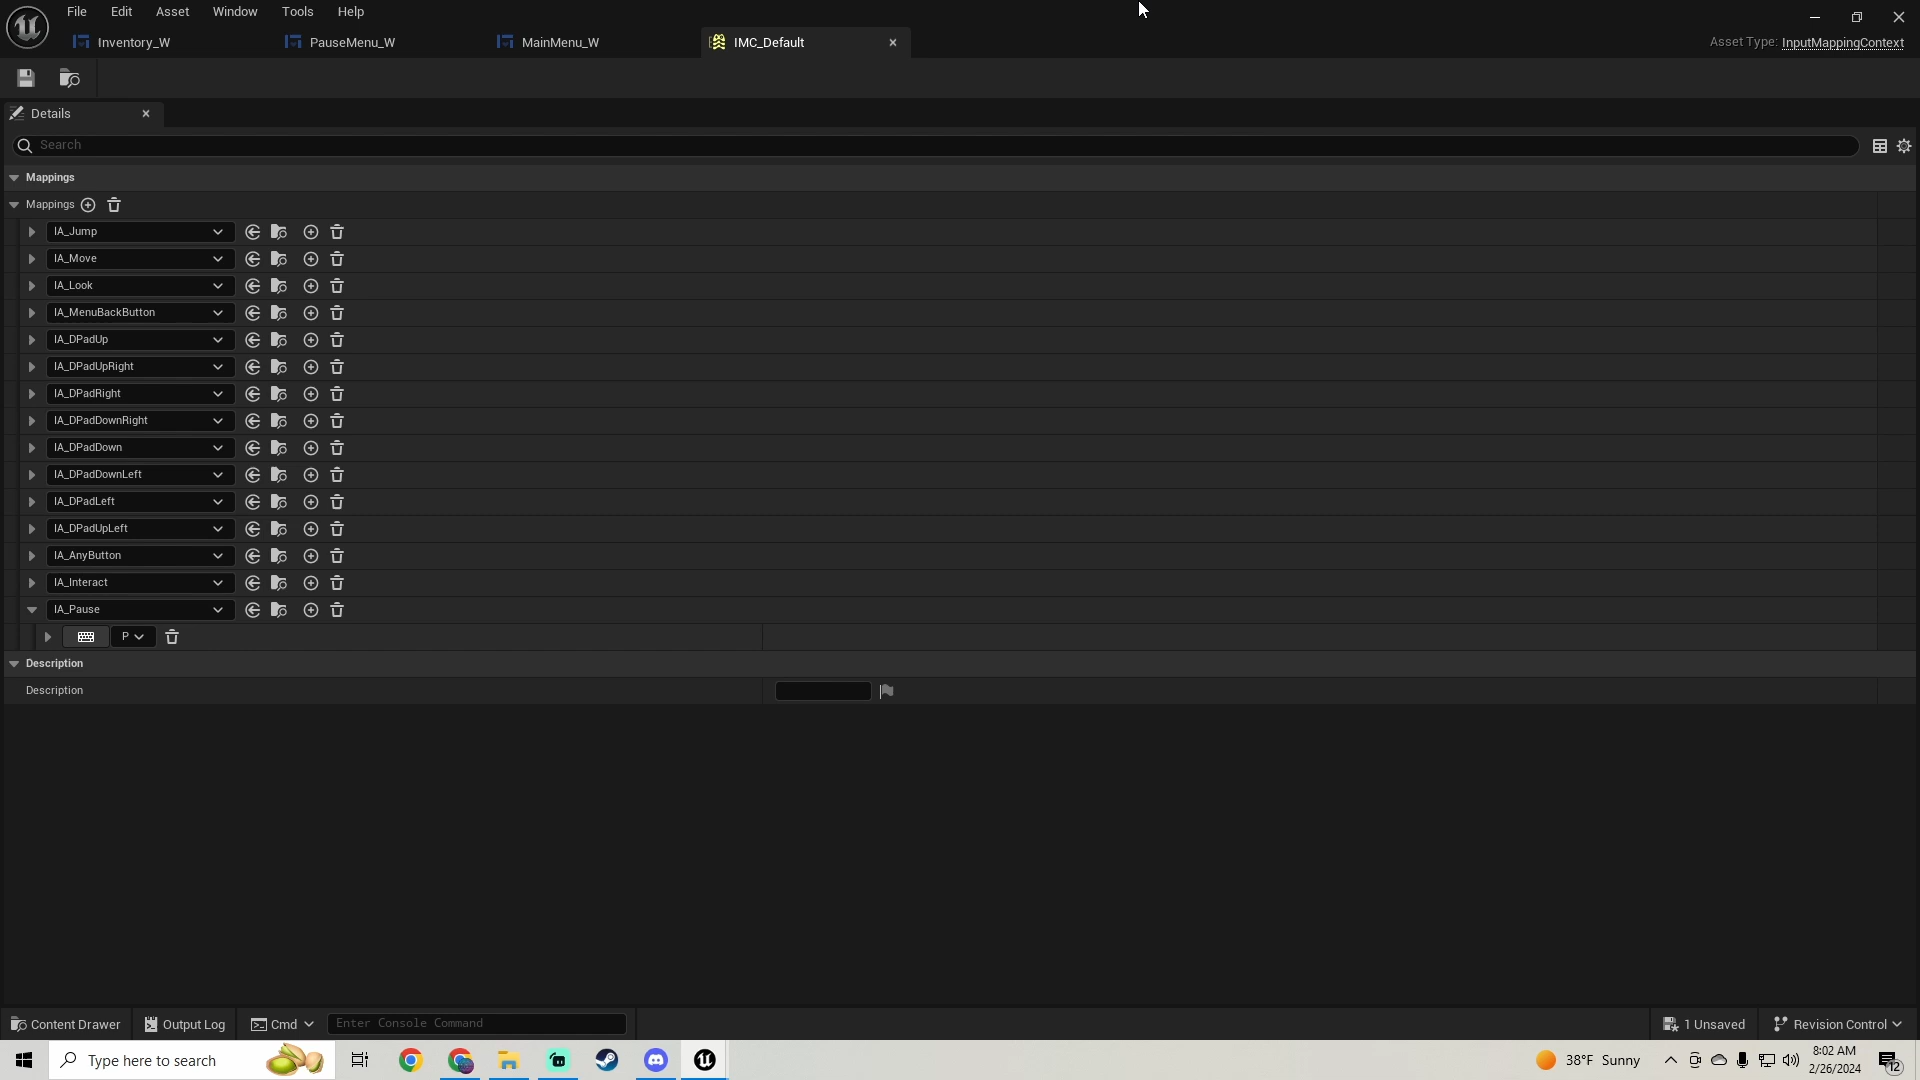 File Edit Asset Window Tools Help
Inventory_W PauseMenu_W MainMenu_W IMC_Default Asset Type: InputMappingContext
Details
Search
Mappings
Mappings
IA_Jump
IA_Move
IA_Look
IA_MenuBackButton
IA_DPadUp
IA_DPadUpRight
IA_DPadRight
IA_DPadDownRight
IA_DPadDown
IA_DPadDownLeft
IA_DPadLeft
IA_DPadUpLeft
IA_AnyButton
IA_Interact
IA_Pause
P
Description
Description
Content Drawer Output Log Cmd Enter Console Command 1 Unsaved Revision Control
Type here to search 38°F Sunny 8:02 AM
2/26/2024 12